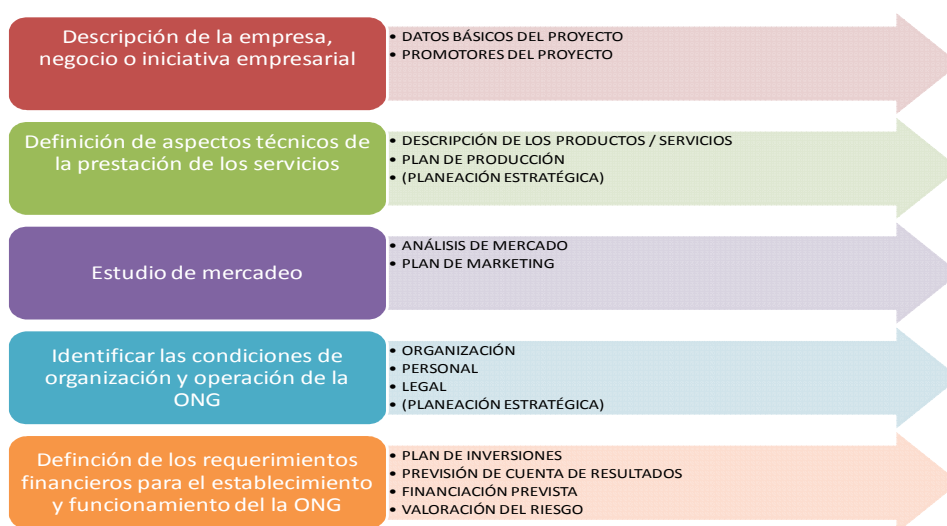 Descripción de la empresa,
negocio o iniciativa empresarial
• DATOS BÁSICOS DEL PROYECTO
• PROMOTORES DEL PROYECTO
Definición de aspectos técnicos de
la prestación de los servicios
• DESCRIPCIÓN DE LOS PRODUCTOS / SERVICIOS
• PLAN DE PRODUCCIÓN
• (PLANEACIÓN ESTRATÉGICA)
Estudio de mercadeo
• ANÁLISIS DE MERCADO
• PLAN DE MARKETING
Identificar las condiciones de
organización y operación de la
ONG
• ORGANIZACIÓN
• PERSONAL
• LEGAL
• (PLANEACIÓN ESTRATÉGICA)
Definción de los requerimientos
financieros para el establecimiento
y funcionamiento del la ONG
• PLAN DE INVERSIONES
• PREVISIÓN DE CUENTA DE RESULTADOS
• FINANCIACIÓN PREVISTA
• VALORACIÓN DEL RIESGO